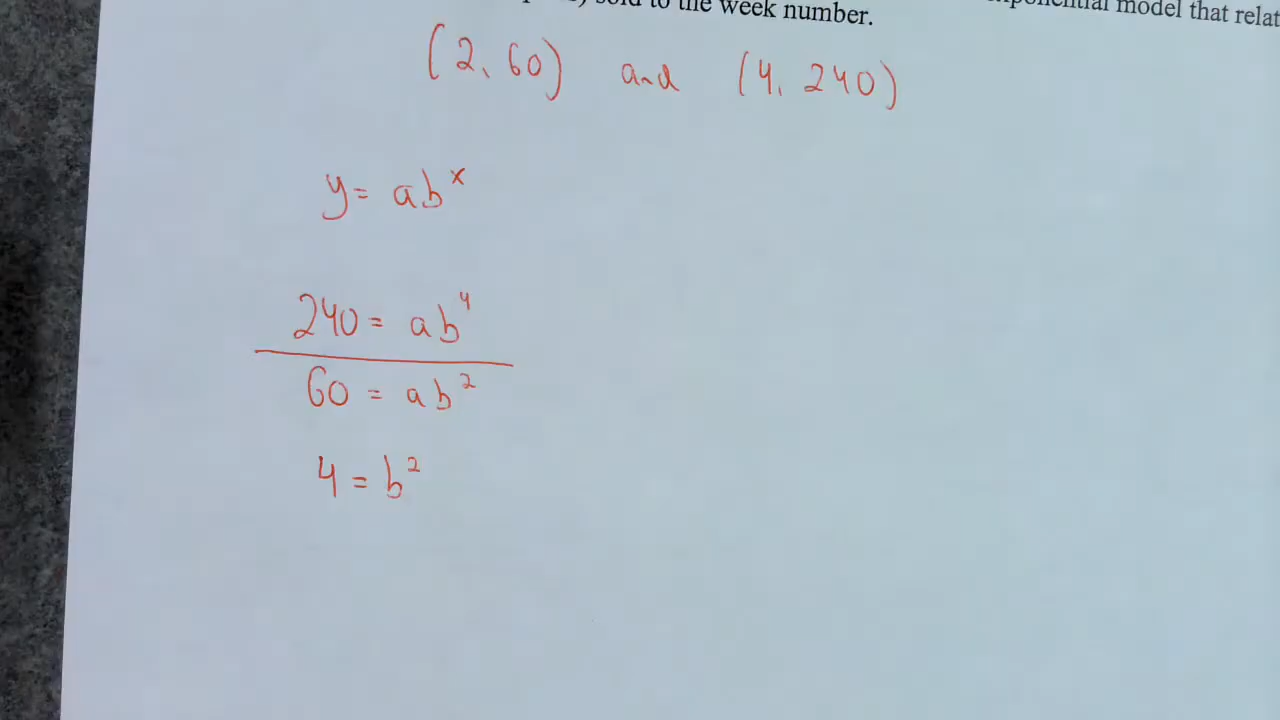 sold to the week number.
exponential model that relat
(2, 60) and (4, 240)
y = ab^x
240 = ab^4
60 = ab^2
4 = b^2